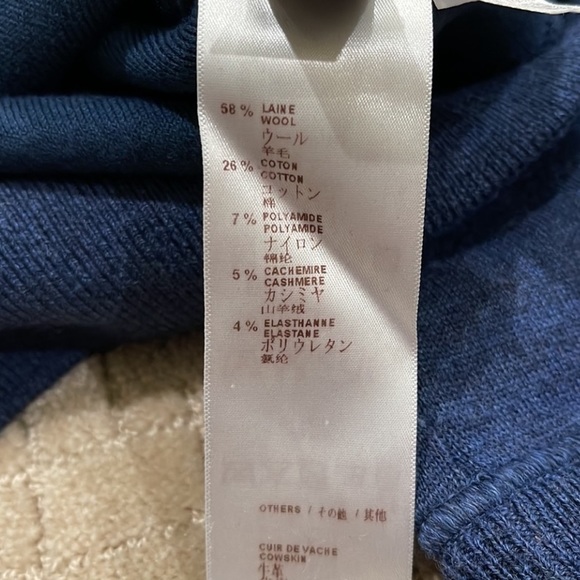 58 % LAINE
WOOL
ウール
羊毛
26 % COTON
COTTON
コットン
棉
7 % POLYAMIDE
POLYAMIDE
ナイロン
锦纶
5 % CACHEMIRE
CASHMERE
カシミヤ
山羊绒
4 % ELASTHANNE
ELASTANE
ポリウレタン
氨纶
OTHERS / その他 / 其他
CUIR DE VACHE
COWSKIN
牛革